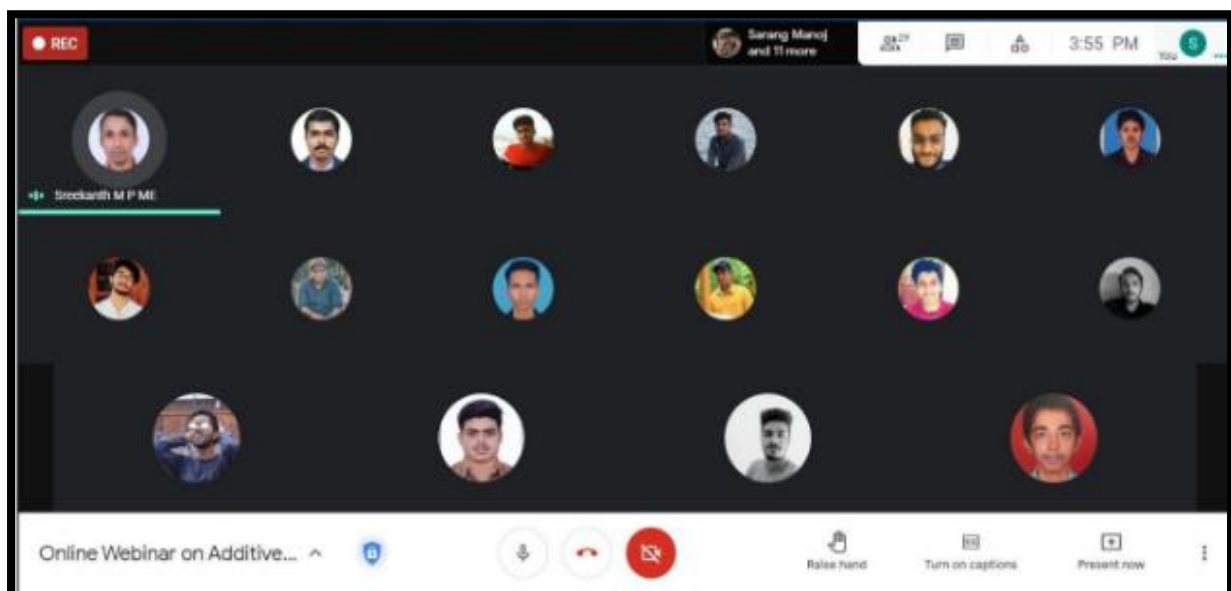 REC
Sarang Manoj
and 11 more
29
3:55 PM
You
S
Sreekanth M P ME
Online Webinar on Additive...
Raise hand
Turn on captions
Present now